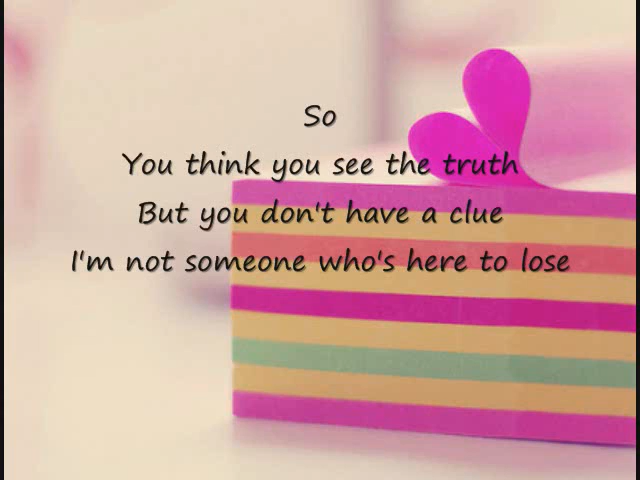 So
You think you see the truth
But you don't have a clue
I'm not someone who's here to lose